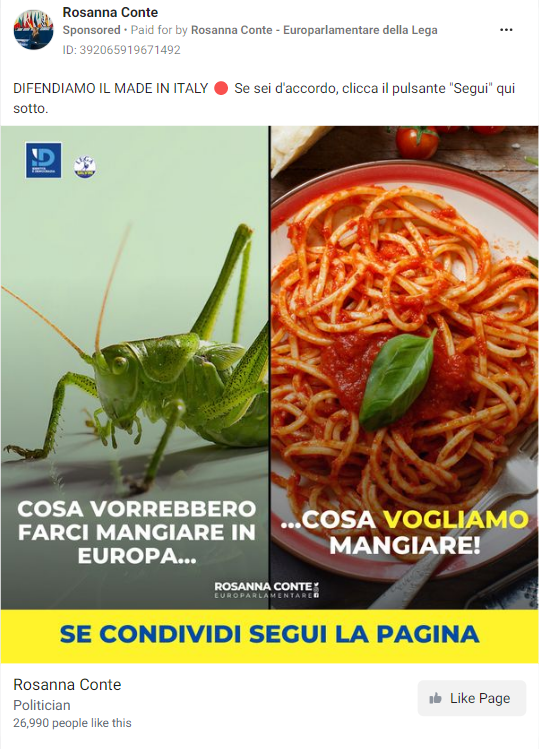 Rosanna Conte
Sponsored • Paid for by Rosanna Conte - Europarlamentare della Lega
ID: 392065919671492
DIFENDIAMO IL MADE IN ITALY 🔴 Se sei d'accordo, clicca il pulsante "Segui" qui
sotto.
ID
LEGA
COSA VORREBBERO
FARCI MANGIARE IN
EUROPA...
...COSA VOGLIAMO
MANGIARE!
ROSANNA CONTE
EUROPARLAMENTARE
SE CONDIVIDI SEGUI LA PAGINA
Rosanna Conte
Politician
26,990 people like this
Like Page